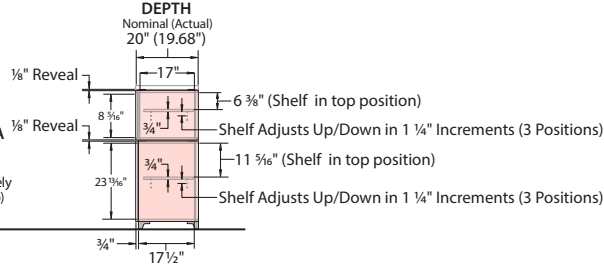 DEPTH
Nominal (Actual)
20" (19.68")
⅛" Reveal
17"
6 ⅜" (Shelf in top position)
8 5⁄16"
¾"
Shelf Adjusts Up/Down in 1 ¼" Increments (3 Positions)
A
⅛" Reveal
¾"
11 5⁄16" (Shelf in top position)
ely
)
23 13⁄16"
Shelf Adjusts Up/Down in 1 ¼" Increments (3 Positions)
¾"
17 ½"